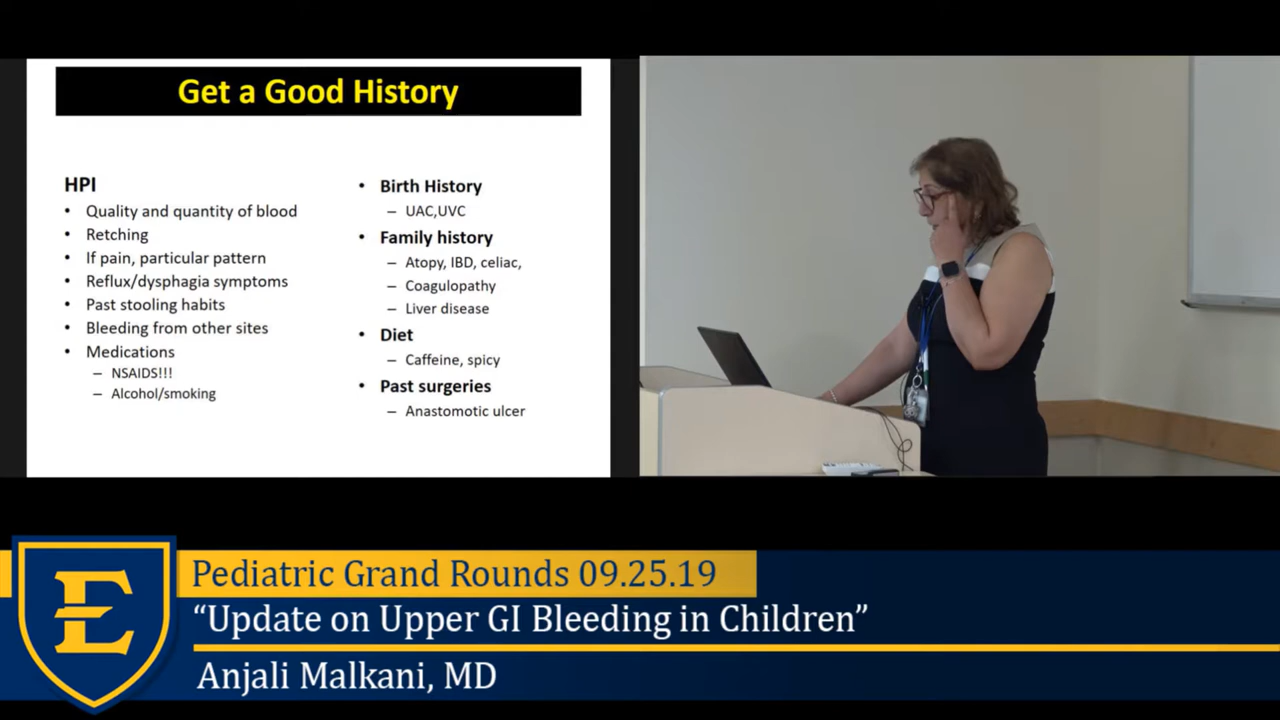 Get a Good History
HPI
• Quality and quantity of blood
• Retching
• If pain, particular pattern
• Reflux/dysphagia symptoms
• Past stooling habits
• Bleeding from other sites
• Medications
– NSAIDS!!!
– Alcohol/smoking
• Birth History
– UAC,UVC
• Family history
– Atopy, IBD, celiac,
– Coagulopathy
– Liver disease
• Diet
– Caffeine, spicy
• Past surgeries
– Anastomotic ulcer
E
Pediatric Grand Rounds 09.25.19
“Update on Upper GI Bleeding in Children”
Anjali Malkani, MD